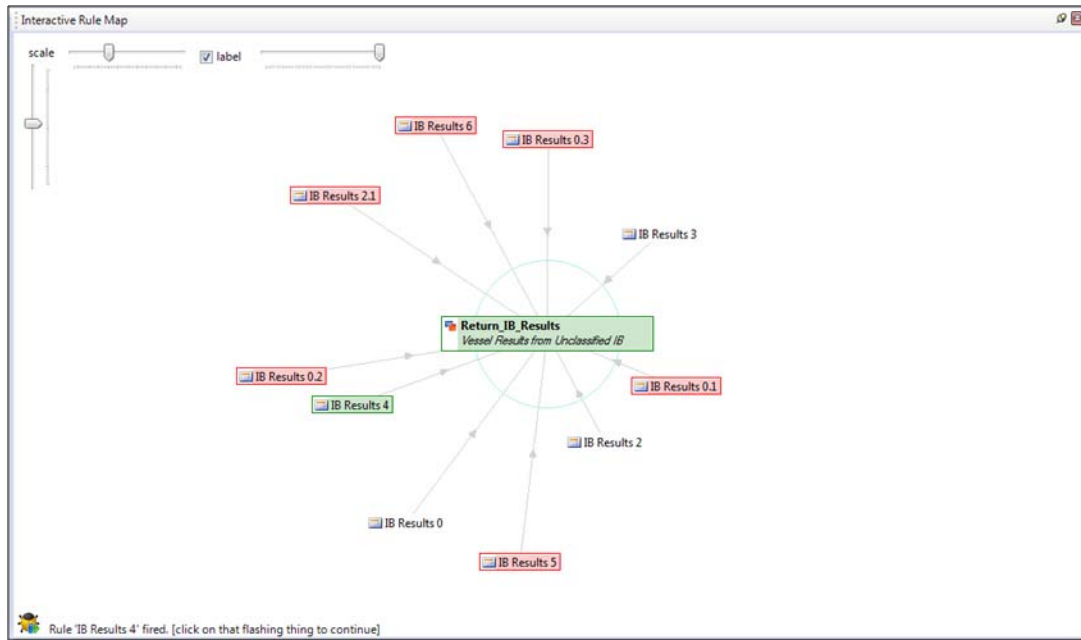 Interactive Rule Map
scale
label
IB Results 6
IB Results 0.3
IB Results 2.1
IB Results 3
Return_IB_Results
Vessel Results from Unclassified IB
IB Results 0.2
IB Results 0.1
IB Results 4
IB Results 2
IB Results 0
IB Results 5
Rule 'IB Results 4' fired. [click on that flashing thing to continue]